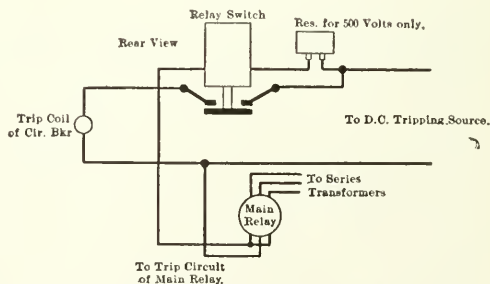 Relay Switch
Res. for 500 Volts only.
Rear View
Trip Coil
of Cir. Bkr
To D.C. Tripping Source.
To Series
Transformers
Main
Relay
To Trip Circuit
of Main Relay.